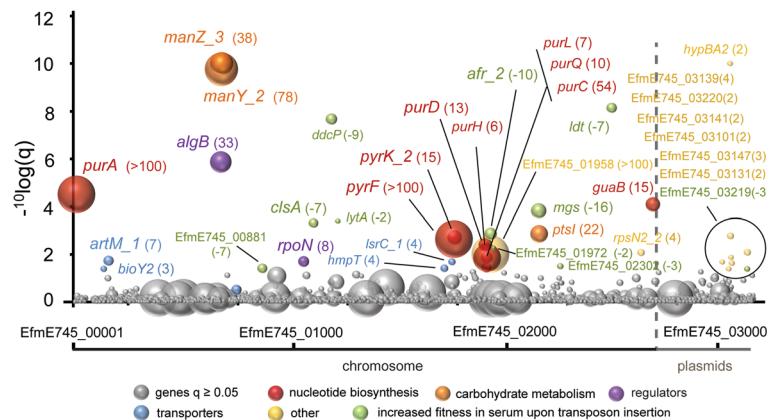 12
10
8
6
4
2
0
-10log(q)
manZ_3 (38)
manY_2 (78)
algB (33)
purA (>100)
ddcP (-9)
clsA (-7)
lytA (-2)
artM_1 (7)
bioY2 (3)
EfmE745_00881
(-7)
rpoN (8)
lsrC_1 (4)
hmpT (4)
pyrF (>100)
pyrK_2 (15)
purD (13)
purH (6)
afr_2 (-10)
purL (7)
purQ (10)
purC (54)
ldt (-7)
EfmE745_01958 (>100)
mgs (-16)
ptsI (22)
EfmE745_01972 (-2)
EfmE745_02302 (-3)
rpsN2_2 (4)
guaB (15)
hypBA2 (2)
EfmE745_03139(4)
EfmE745_03220(2)
EfmE745_03141(2)
EfmE745_03101(2)
EfmE745_03147(3)
EfmE745_03131(2)
EfmE745_03219(-3
EfmE745_00001
EfmE745_01000
EfmE745_02000
EfmE745_03000
chromosome
plasmids
genes q ≥ 0.05
nucleotide biosynthesis
carbohydrate metabolism
regulators
transporters
other
increased fitness in serum upon transposon insertion